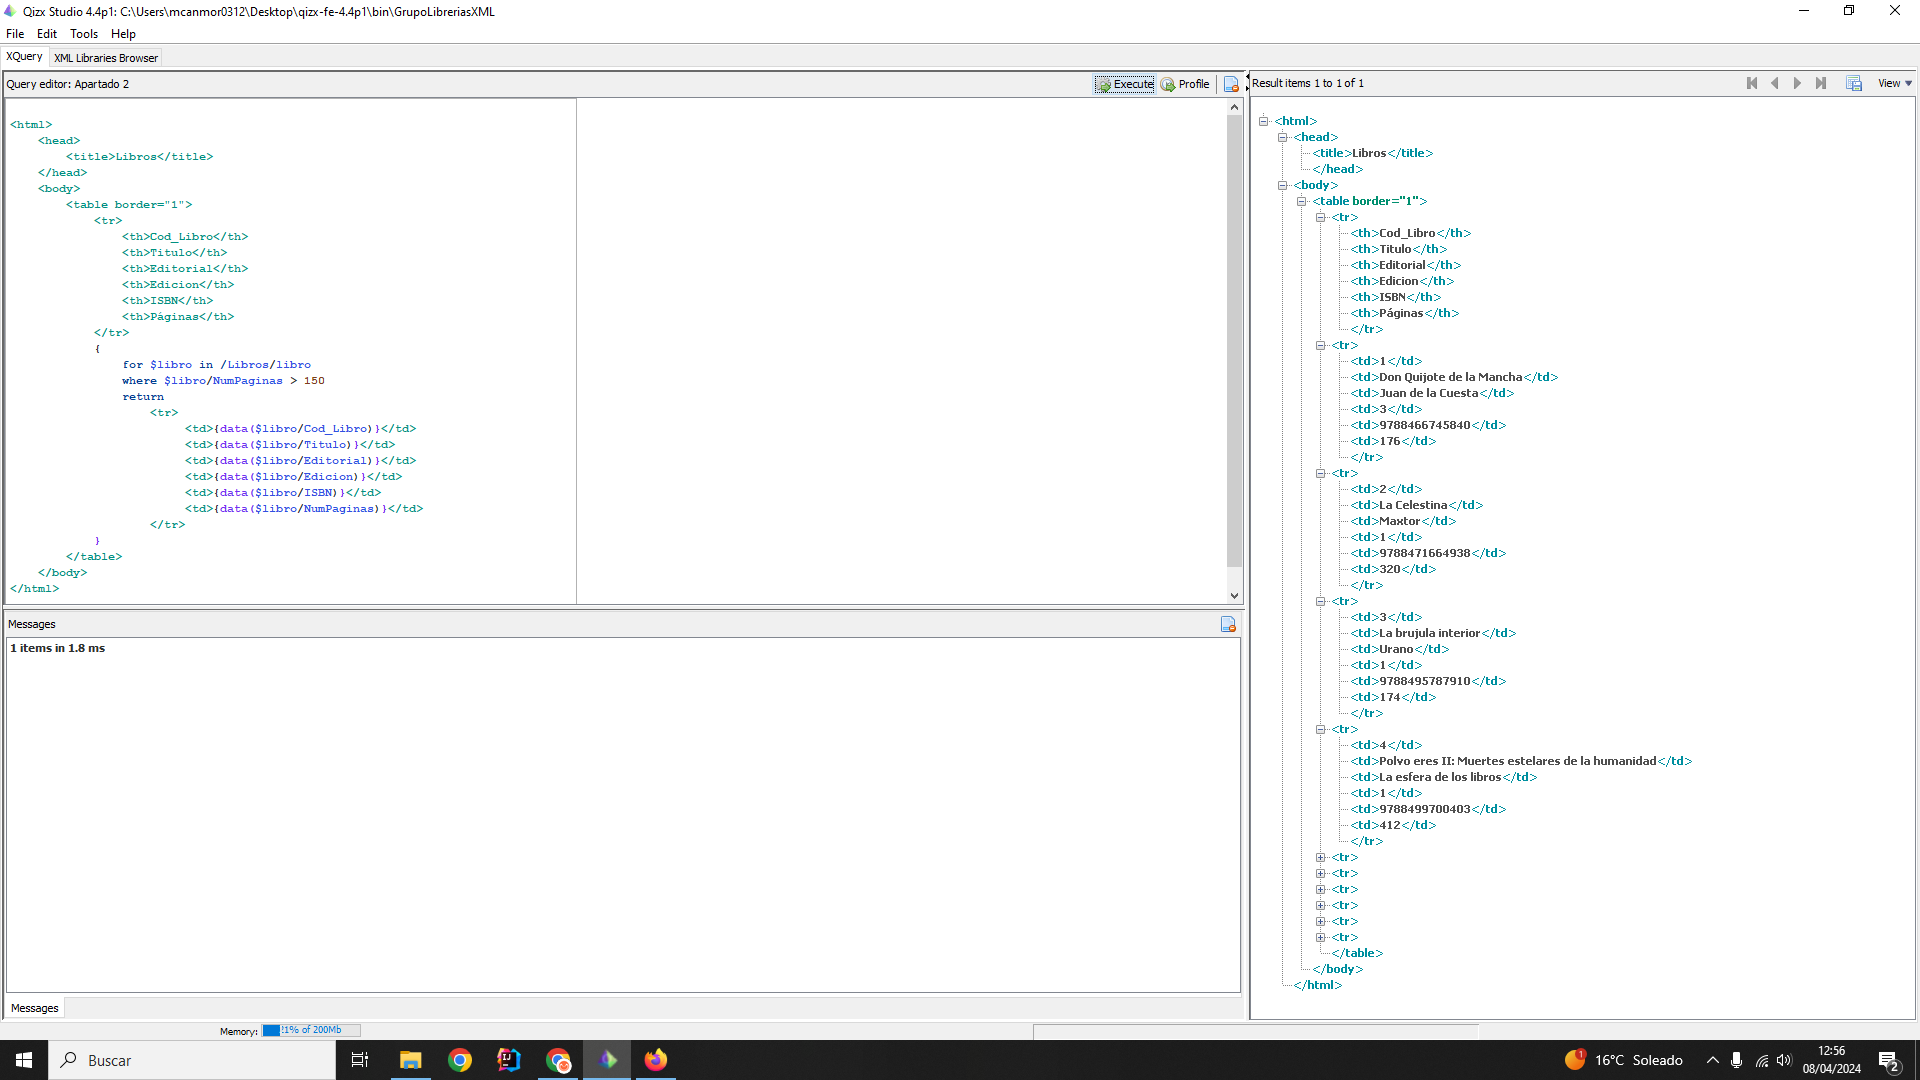 Qizx Studio 4.4p1: C:\Users\mcanmor0312\Desktop\qizx-fe-4.4p1\bin\GrupoLibreriasXML
File Edit Tools Help
XQuery XML Libraries Browser
Query editor: Apartado 2
Execute Profile
<html>
<head>
<title>Libros</title>
</head>
<body>
<table border="1">
<tr>
<th>Cod_Libro</th>
<th>Titulo</th>
<th>Editorial</th>
<th>Edicion</th>
<th>ISBN</th>
<th>Páginas</th>
</tr>
{
for $libro in /Libros/libro
where $libro/NumPaginas > 150
return
<tr>
<td>{data($libro/Cod_Libro)}</td>
<td>{data($libro/Titulo)}</td>
<td>{data($libro/Editorial)}</td>
<td>{data($libro/Edicion)}</td>
<td>{data($libro/ISBN)}</td>
<td>{data($libro/NumPaginas)}</td>
</tr>
}
</table>
</body>
</html>
Messages
1 items in 1.8 ms
Messages
Result items 1 to 1 of 1
View
<html>
<head>
<title>Libros</title>
</head>
<body>
<table border="1">
<tr>
<th>Cod_Libro</th>
<th>Titulo</th>
<th>Editorial</th>
<th>Edicion</th>
<th>ISBN</th>
<th>Páginas</th>
</tr>
<tr>
<td>1</td>
<td>Don Quijote de la Mancha</td>
<td>Juan de la Cuesta</td>
<td>3</td>
<td>9788466745840</td>
<td>176</td>
</tr>
<tr>
<td>2</td>
<td>La Celestina</td>
<td>Maxtor</td>
<td>1</td>
<td>9788471664938</td>
<td>320</td>
</tr>
<tr>
<td>3</td>
<td>La brujula interior</td>
<td>Urano</td>
<td>1</td>
<td>9788495787910</td>
<td>174</td>
</tr>
<tr>
<td>4</td>
<td>Polvo eres II: Muertes estelares de la humanidad</td>
<td>La esfera de los libros</td>
<td>1</td>
<td>9788499700403</td>
<td>412</td>
</tr>
<tr>
<tr>
<tr>
<tr>
<tr>
<tr>
</table>
</body>
</html>
Memory: 11% of 200Mb
Buscar
1
16°C Soleado
12:56
08/04/2024
2